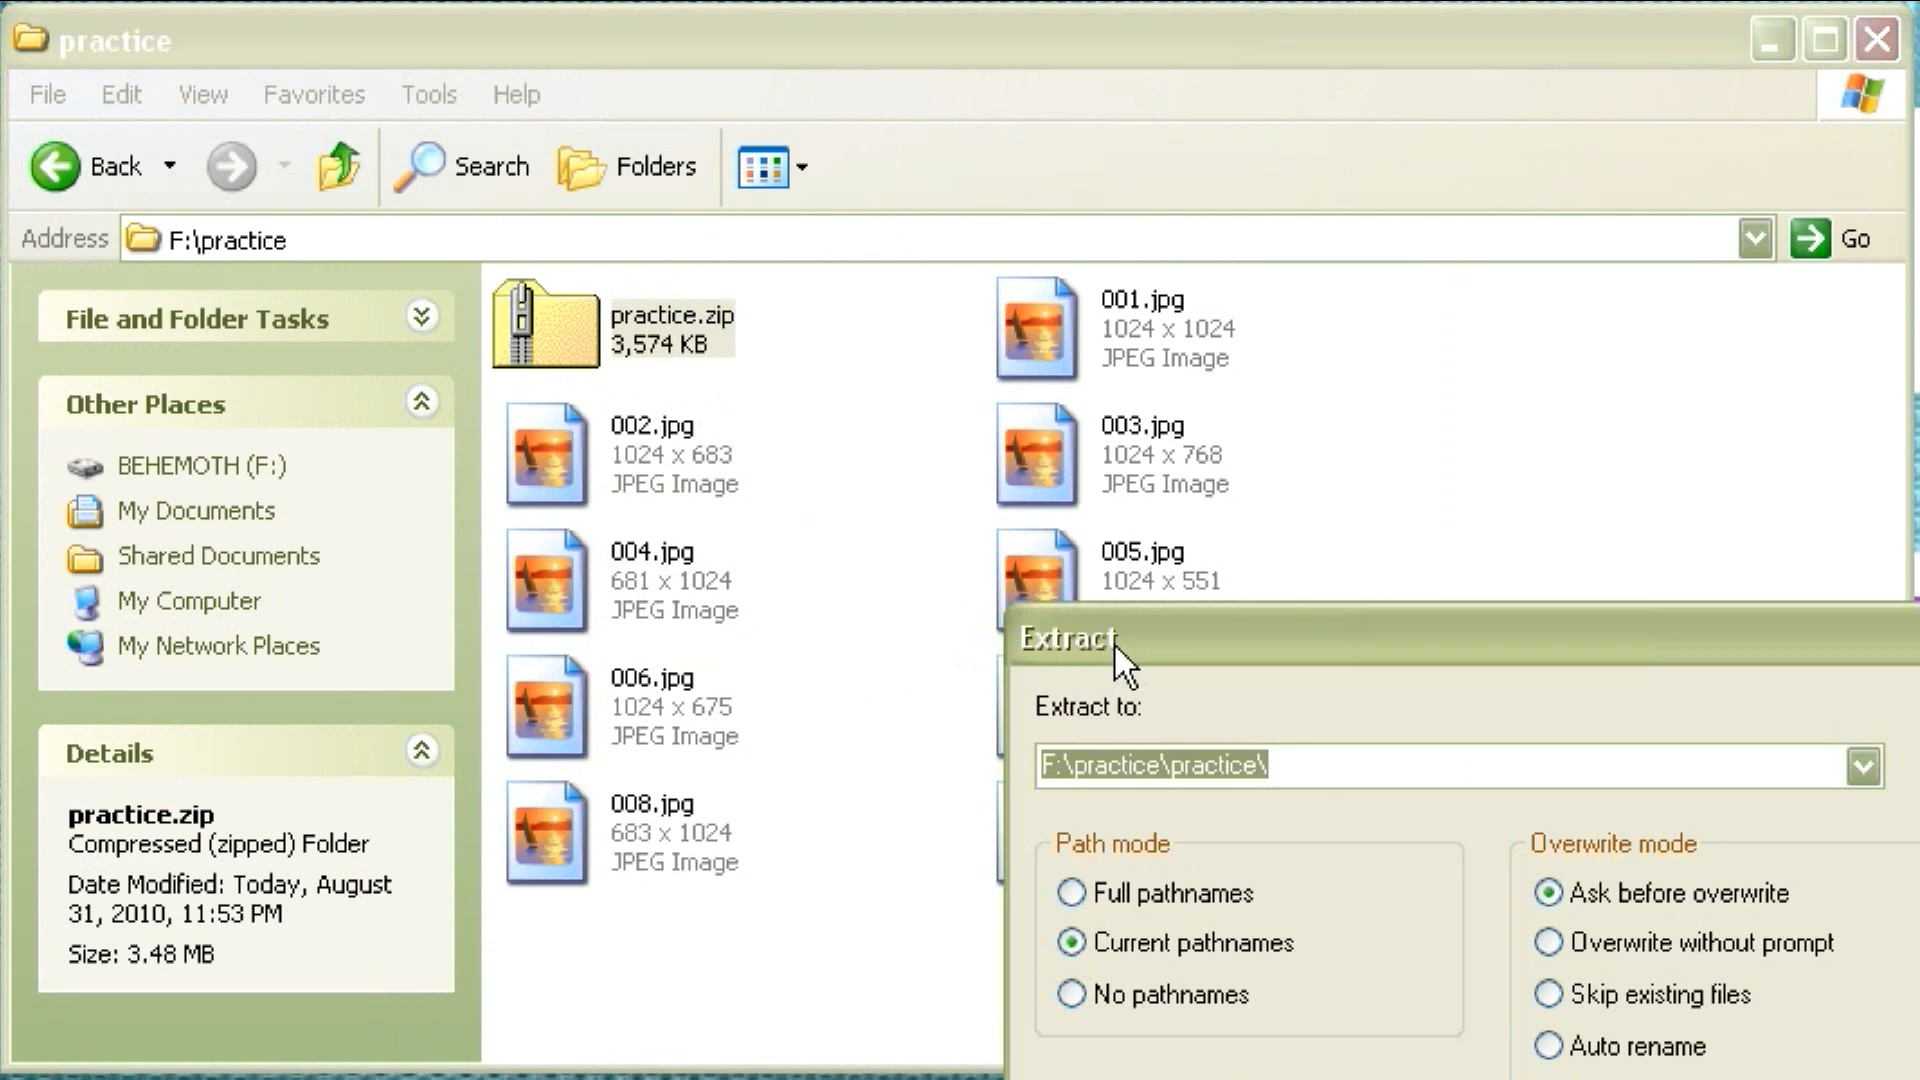 practice
File Edit View Favorites Tools Help
Back Search Folders
Address F:\practice Go
File and Folder Tasks
Other Places
BEHEMOTH (F:)
My Documents
Shared Documents
My Computer
My Network Places
Details
practice.zip
Compressed (zipped) Folder
Date Modified: Today, August
31, 2010, 11:53 PM
Size: 3.48 MB
practice.zip
3,574 KB
001.jpg
1024 x 1024
JPEG Image
002.jpg
1024 x 683
JPEG Image
003.jpg
1024 x 768
JPEG Image
004.jpg
681 x 1024
JPEG Image
005.jpg
1024 x 551
006.jpg
1024 x 675
JPEG Image
008.jpg
683 x 1024
JPEG Image
Extract
Extract to:
F:\practice\practice\
Path mode
Full pathnames
Current pathnames
No pathnames
Overwrite mode
Ask before overwrite
Overwrite without prompt
Skip existing files
Auto rename